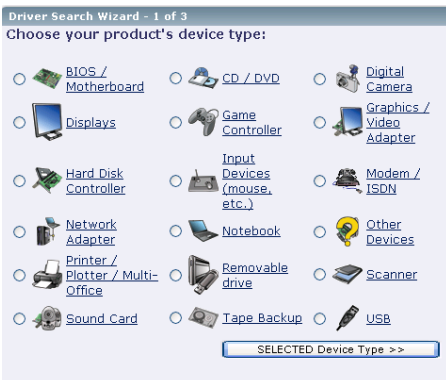 Driver Search Wizard - 1 of 3
Choose your product's device type:
BIOS /
Motherboard
CD / DVD
Digital
Camera
Displays
Game
Controller
Graphics /
Video
Adapter
Hard Disk
Controller
Input
Devices
(mouse,
etc.)
Modem /
ISDN
Network
Adapter
Notebook
Other
Devices
Printer /
Plotter / Multi-
Office
Removable
drive
Scanner
Sound Card
Tape Backup
USB
SELECTED Device Type >>